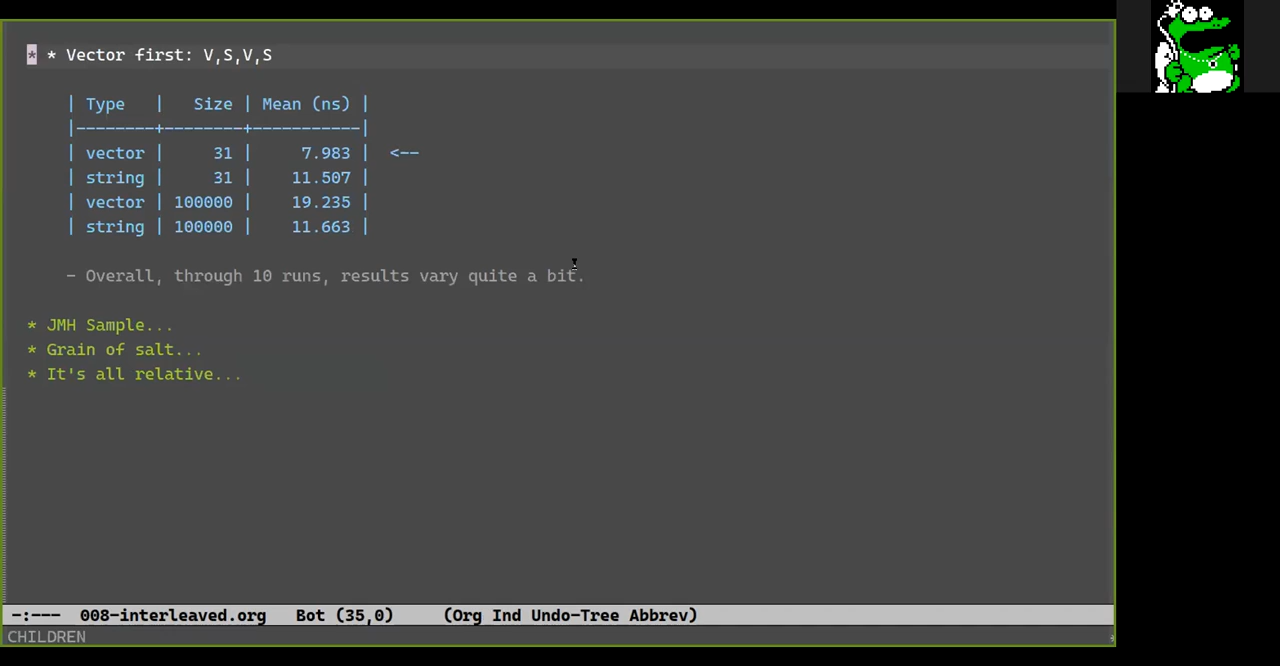 * * Vector first: V,S,V,S
| Type   |   Size | Mean (ns) |
|--------+--------+-----------|
| vector |     31 |     7.983 |  <--
| string |     31 |    11.507 |
| vector | 100000 |    19.235 |
| string | 100000 |    11.663 |
- Overall, through 10 runs, results vary quite a bit.
* JMH Sample...
* Grain of salt...
* It's all relative...
-:---  008-interleaved.org   Bot (35,0)     (Org Ind Undo-Tree Abbrev)
CHILDREN